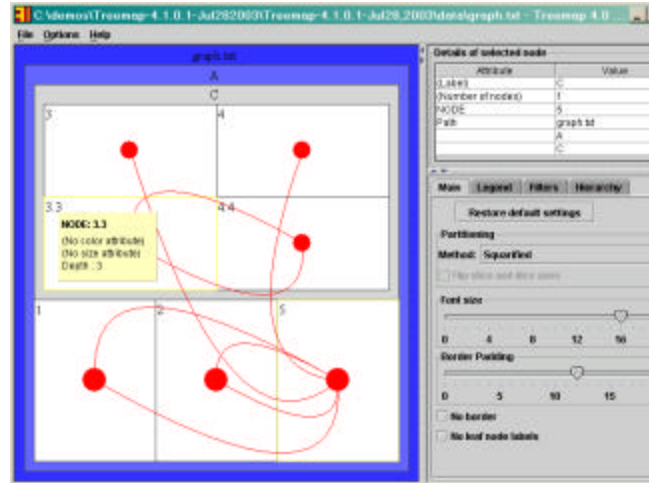 C:\demos\Treemap-4.1.0.1-Jul282003\Treemap-4.1.0.1-Jul28,2003\data\graph.txt - Treemap 4.0
File Options Help
graph.txt
A
C
3
4
3.3
4.4
NODE: 3.3
(No color attribute)
(No size attribute)
Depth : 3
1
2
5
Details of selected node
Attribute Value
(Label) C
(Number of nodes) 1
NODE 5
Path graph.txt
A
C
Main Legend Filters Hierarchy
Restore default settings
Partitioning
Method: Squarified
Flip slice and dice axes
Font size
0 4 8 12 16
Border Padding
0 5 10 15
No border
No leaf node labels